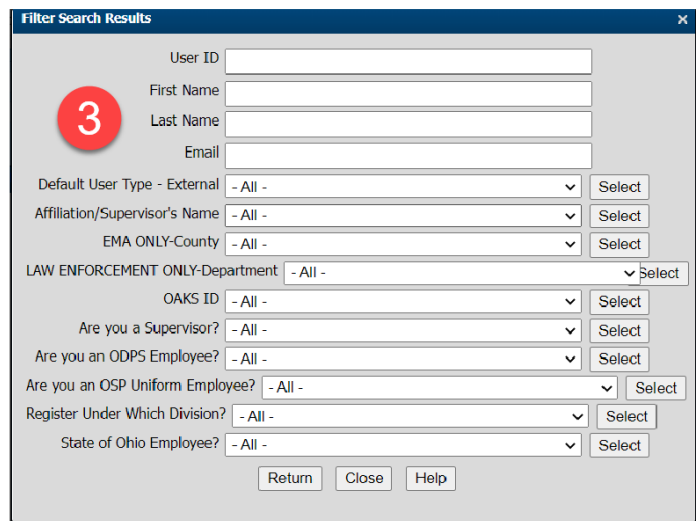 Filter Search Results ×
User ID
3
First Name
Last Name
Email
Default User Type - External - All - Select
Affiliation/Supervisor's Name - All - Select
EMA ONLY-County - All - Select
LAW ENFORCEMENT ONLY-Department - All - Select
OAKS ID - All - Select
Are you a Supervisor? - All - Select
Are you an ODPS Employee? - All - Select
Are you an OSP Uniform Employee? - All - Select
Register Under Which Division? - All - Select
State of Ohio Employee? - All - Select
Return Close Help